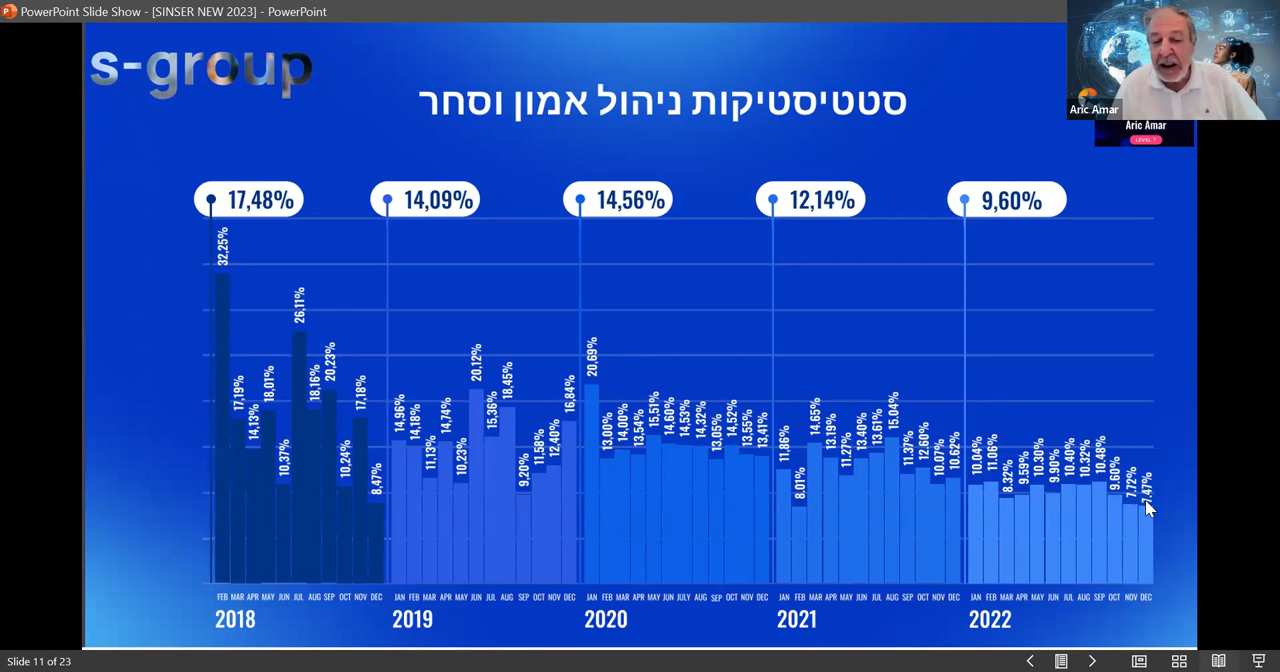 PowerPoint Slide Show - [SINSER NEW 2023] - PowerPoint
s-group
סטטיסטיקות ניהול אמון וסחר
Aric Amar
Aric Amar
LEVEL 7
17,48% 14,09% 14,56% 12,14% 9,60%
32,25% 17,19% 14,13% 18,01% 10,37% 26,11% 18,16% 20,23% 10,24% 17,18% 8,47%
14,36% 14,18% 11,13% 14,74% 10,23% 20,12% 15,36% 18,45% 9,20% 11,58% 12,40% 16,84%
20,69% 13,00% 14,00% 13,54% 15,51% 14,60% 14,53% 14,32% 13,05% 14,52% 13,55% 13,41%
11,86% 8,01% 14,65% 13,19% 11,27% 13,40% 13,61% 15,04% 11,37% 12,60% 10,07% 10,62%
10,04% 11,06% 8,32% 9,59% 10,30% 9,90% 10,40% 10,32% 10,48% 9,60% 7,72% 7,47%
FEB MAR APR MAY JUN JUL AUG SEP OCT NOV DEC
JAN FEB MAR APR MAY JUN JUL AUG SEP OCT NOV DEC
JAN FEB MAR APR MAY JUN JULY AUG SEP OCT NOV DEC
JAN FEB MAR APR MAY JUN JUL AUG SEP OCT NOV DEC
JAN FEB MAR APR MAY JUN JUL AUG SEP OCT NOV DEC
2018 2019 2020 2021 2022
Slide 11 of 23